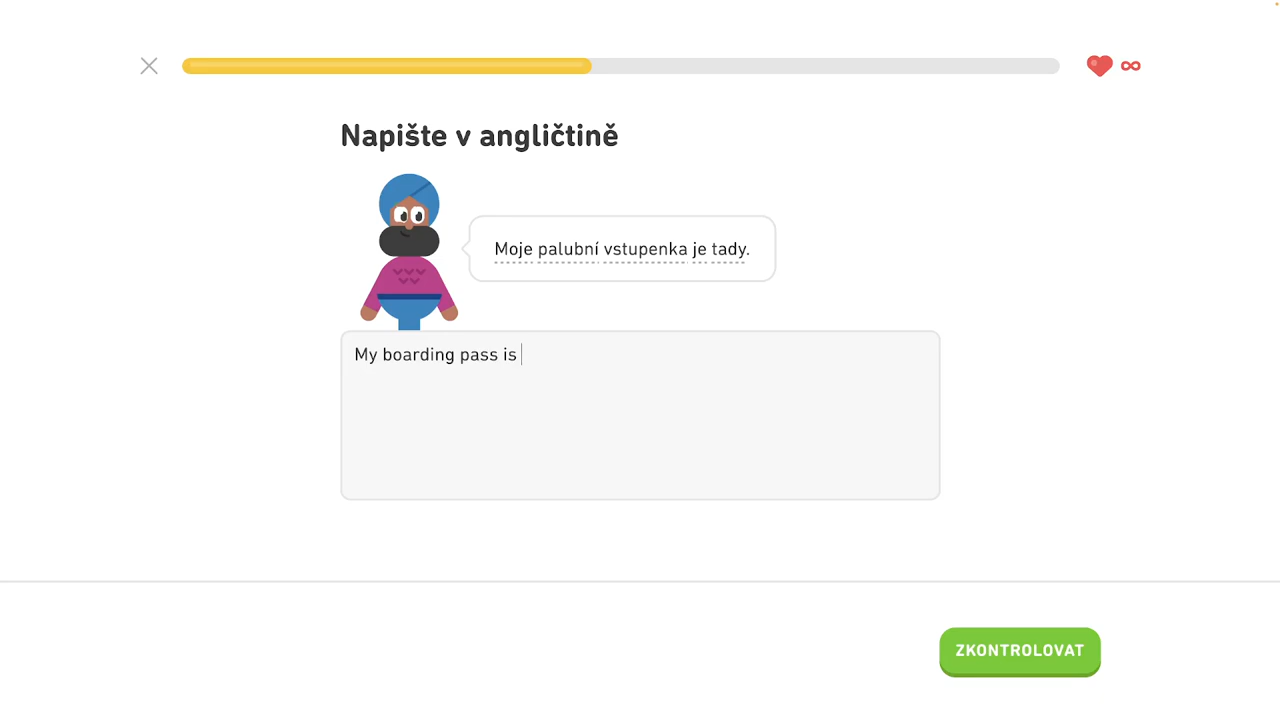 Napište v angličtině
Moje palubní vstupenka je tady.
My boarding pass is
ZKONTROLOVAT